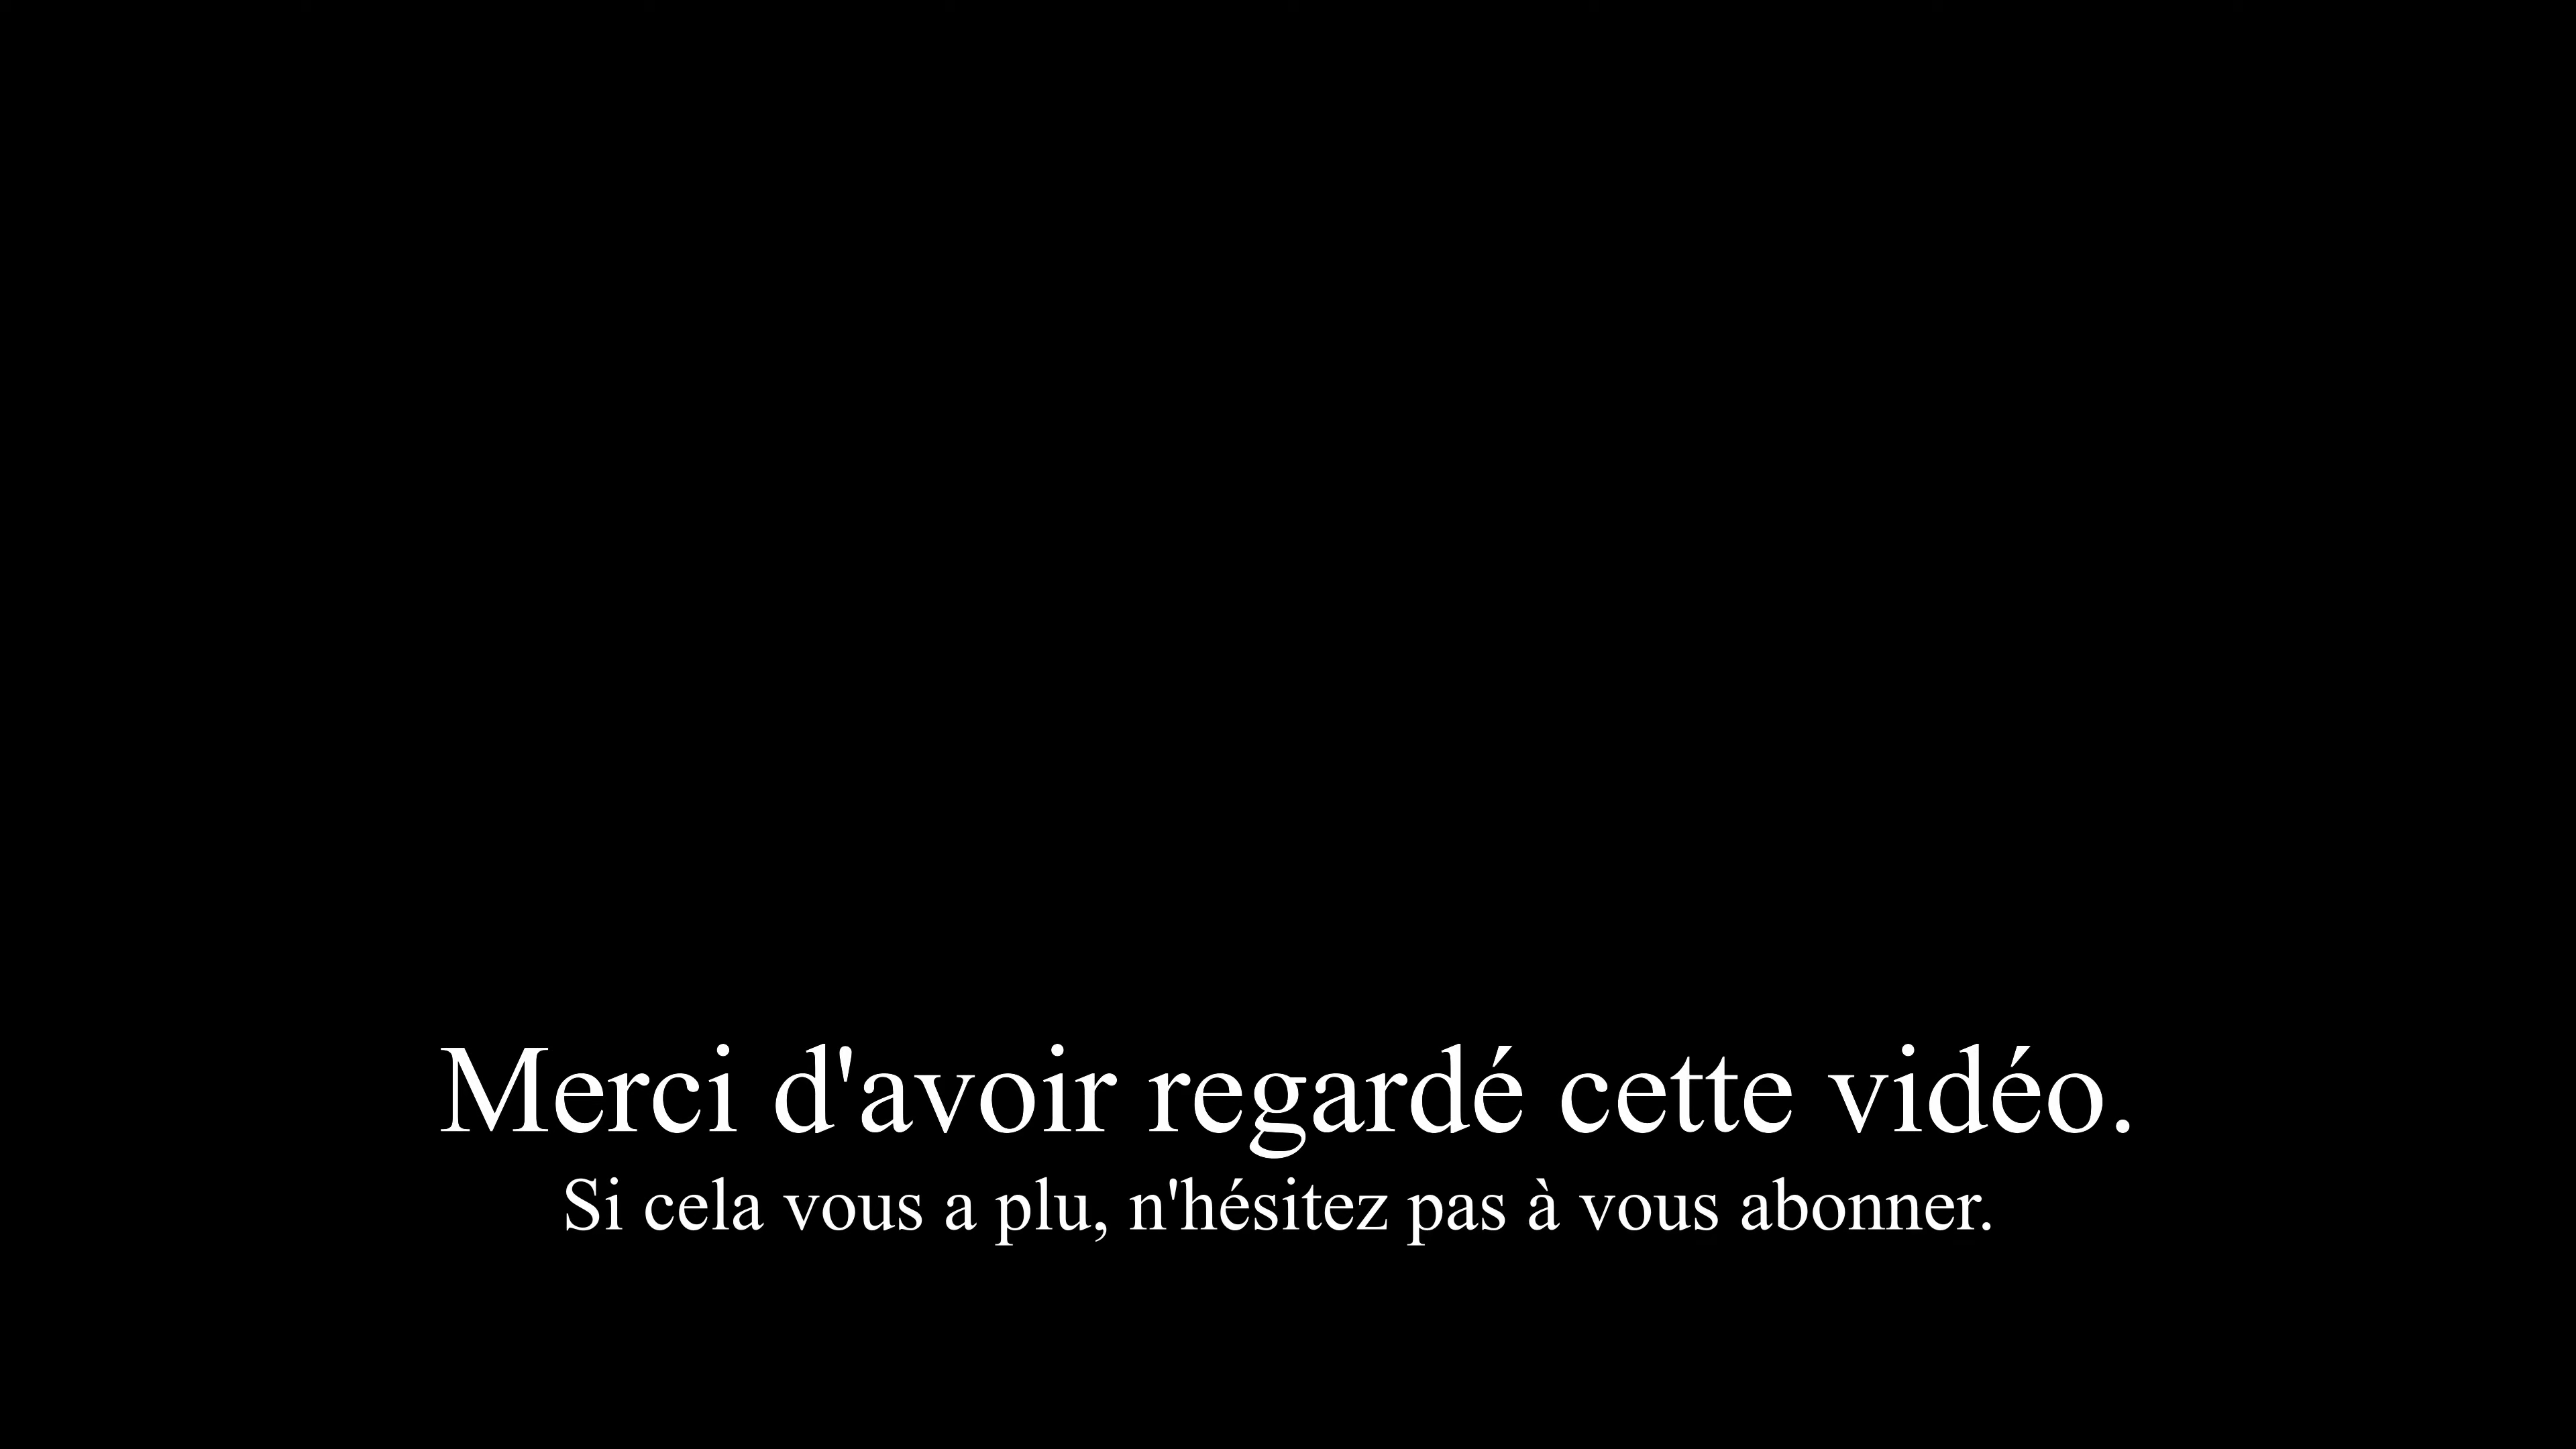 Merci d'avoir regardé cette vidéo.
Si cela vous a plu, n'hésitez pas à vous abonner.